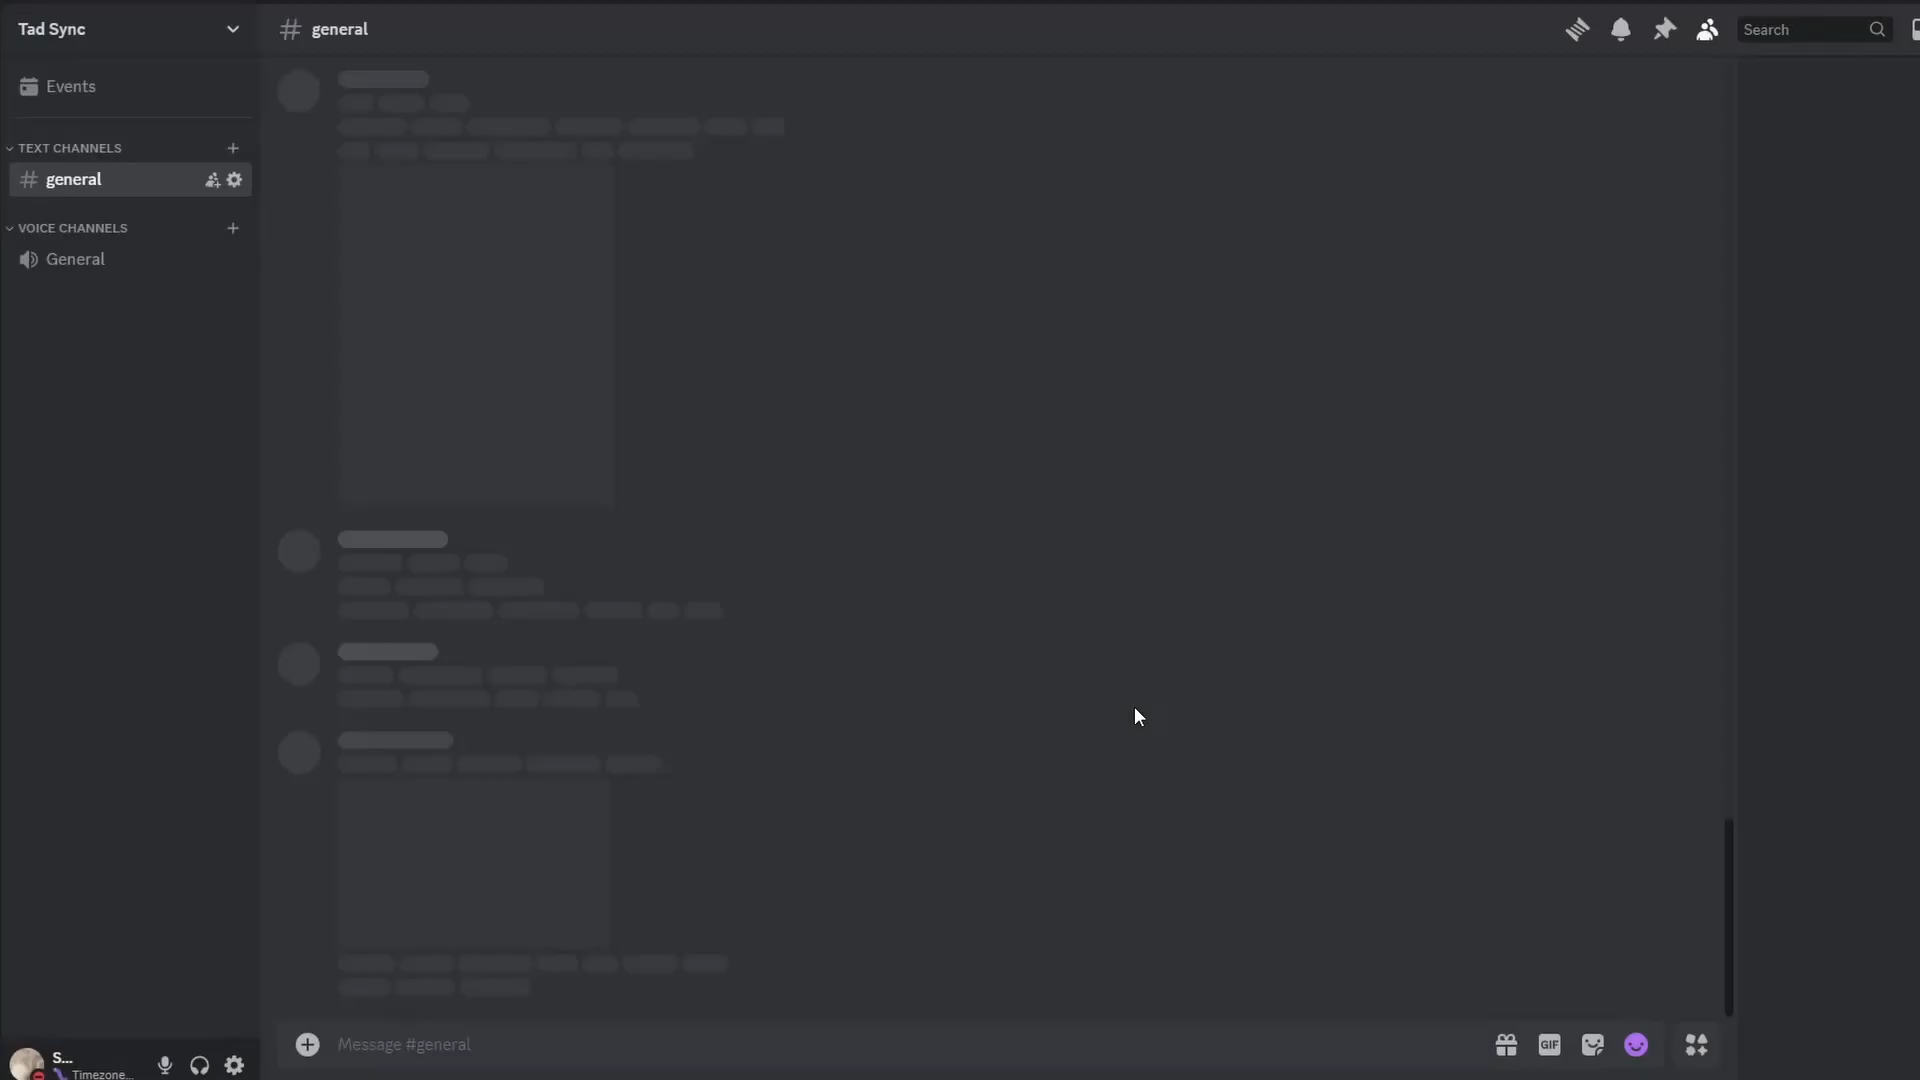 Tad Sync
# general
Search
Events
TEXT CHANNELS
# general
VOICE CHANNELS
General
Message #general
GIF
S...
Timezone...